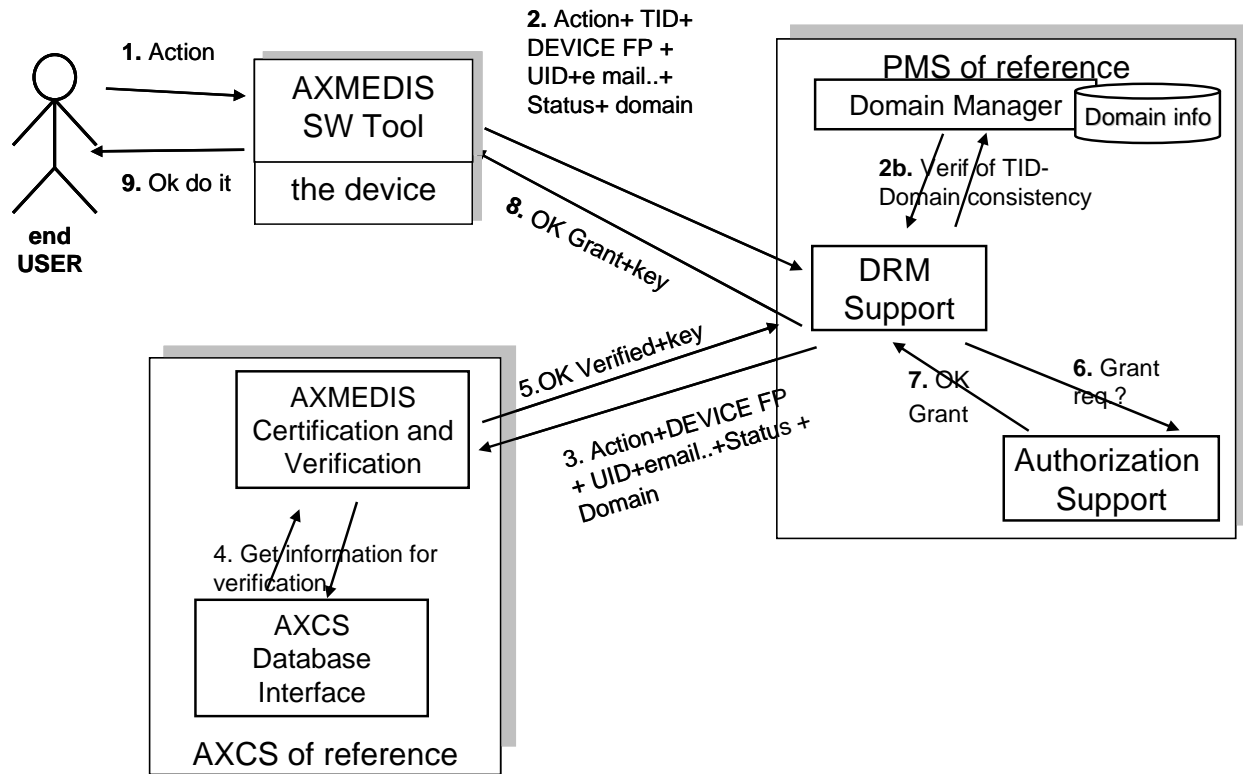 1. Action
AXMEDIS
SW Tool
the device
9. Ok do it
end
USER
2. Action+ TID+
DEVICE FP +
UID+e mail..+
Status+ domain
8. OK Grant+key
PMS of reference
Domain Manager
Domain info
2b. Verif of TID-
Domain consistency
DRM
Support
6. Grant
req ?
7. OK
Grant
Authorization
Support
5.OK Verified+key
3. Action+DEVICE FP
+ UID+email..+Status +
Domain
AXMEDIS
Certification and
Verification
4. Get information for
verification
AXCS
Database
Interface
AXCS of reference